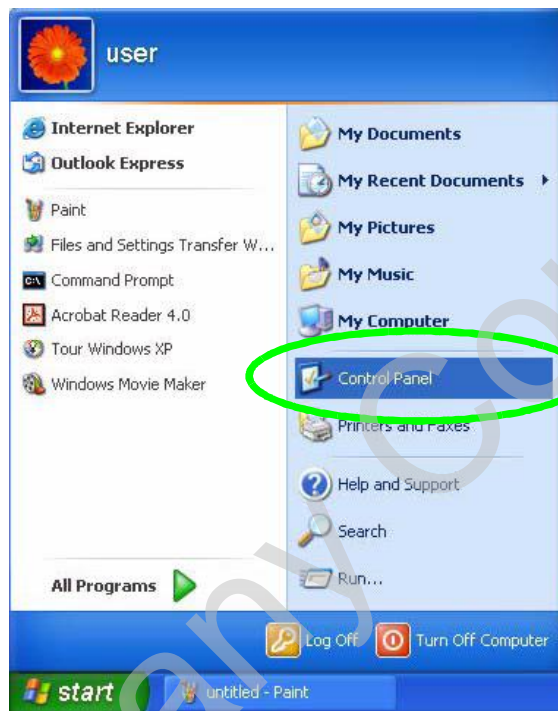 user
Internet Explorer
Outlook Express
Paint
Files and Settings Transfer W...
Command Prompt
Acrobat Reader 4.0
Tour Windows XP
Windows Movie Maker
All Programs
My Documents
My Recent Documents
My Pictures
My Music
My Computer
Control Panel
Printers and Faxes
Help and Support
Search
Run...
Log Off
Turn Off Computer
start
untitled - Paint